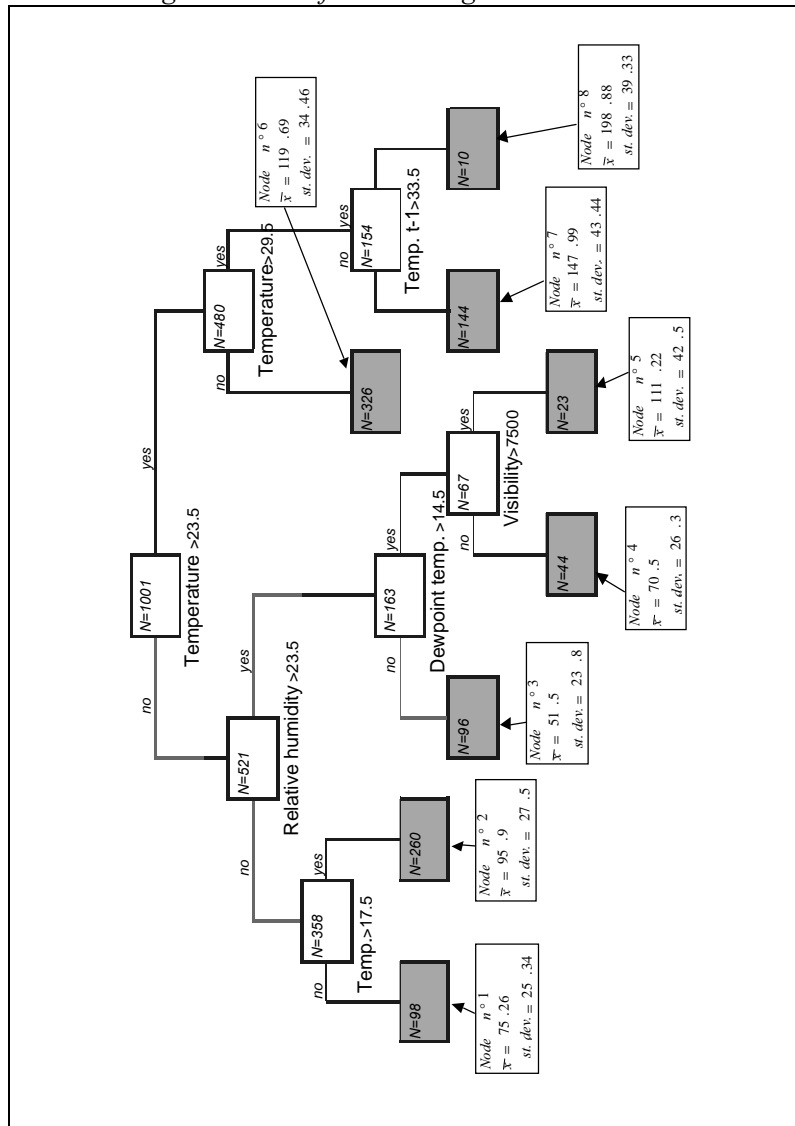 N=1001
Temperature >23.5
no
yes
N=521
Relative humidity >23.5
N=480
Temperature>29.5
no
yes
no
yes
N=358
Temp.>17.5
N=163
Dewpoint temp. >14.5
N=326
N=154
Temp. t-1>33.5
no
yes
no
yes
no
yes
N=98
N=260
N=96
N=67
Visibility>7500
N=144
N=10
no
yes
N=44
N=23
Node n° 1
x̄ = 75 .26
st. dev. = 25 .34
Node n° 2
x̄ = 95 .9
st. dev. = 27 .5
Node n° 3
x̄ = 51 .5
st. dev. = 23 .8
Node n° 4
x̄ = 70 .5
st. dev. = 26 .3
Node n° 5
x̄ = 111 .22
st. dev. = 42 .5
Node n° 6
x̄ = 119 .69
st. dev. = 34 .46
Node n° 7
x̄ = 147 .99
st. dev. = 43 .44
Node n° 8
x̄ = 198 .88
st. dev. = 39 .33